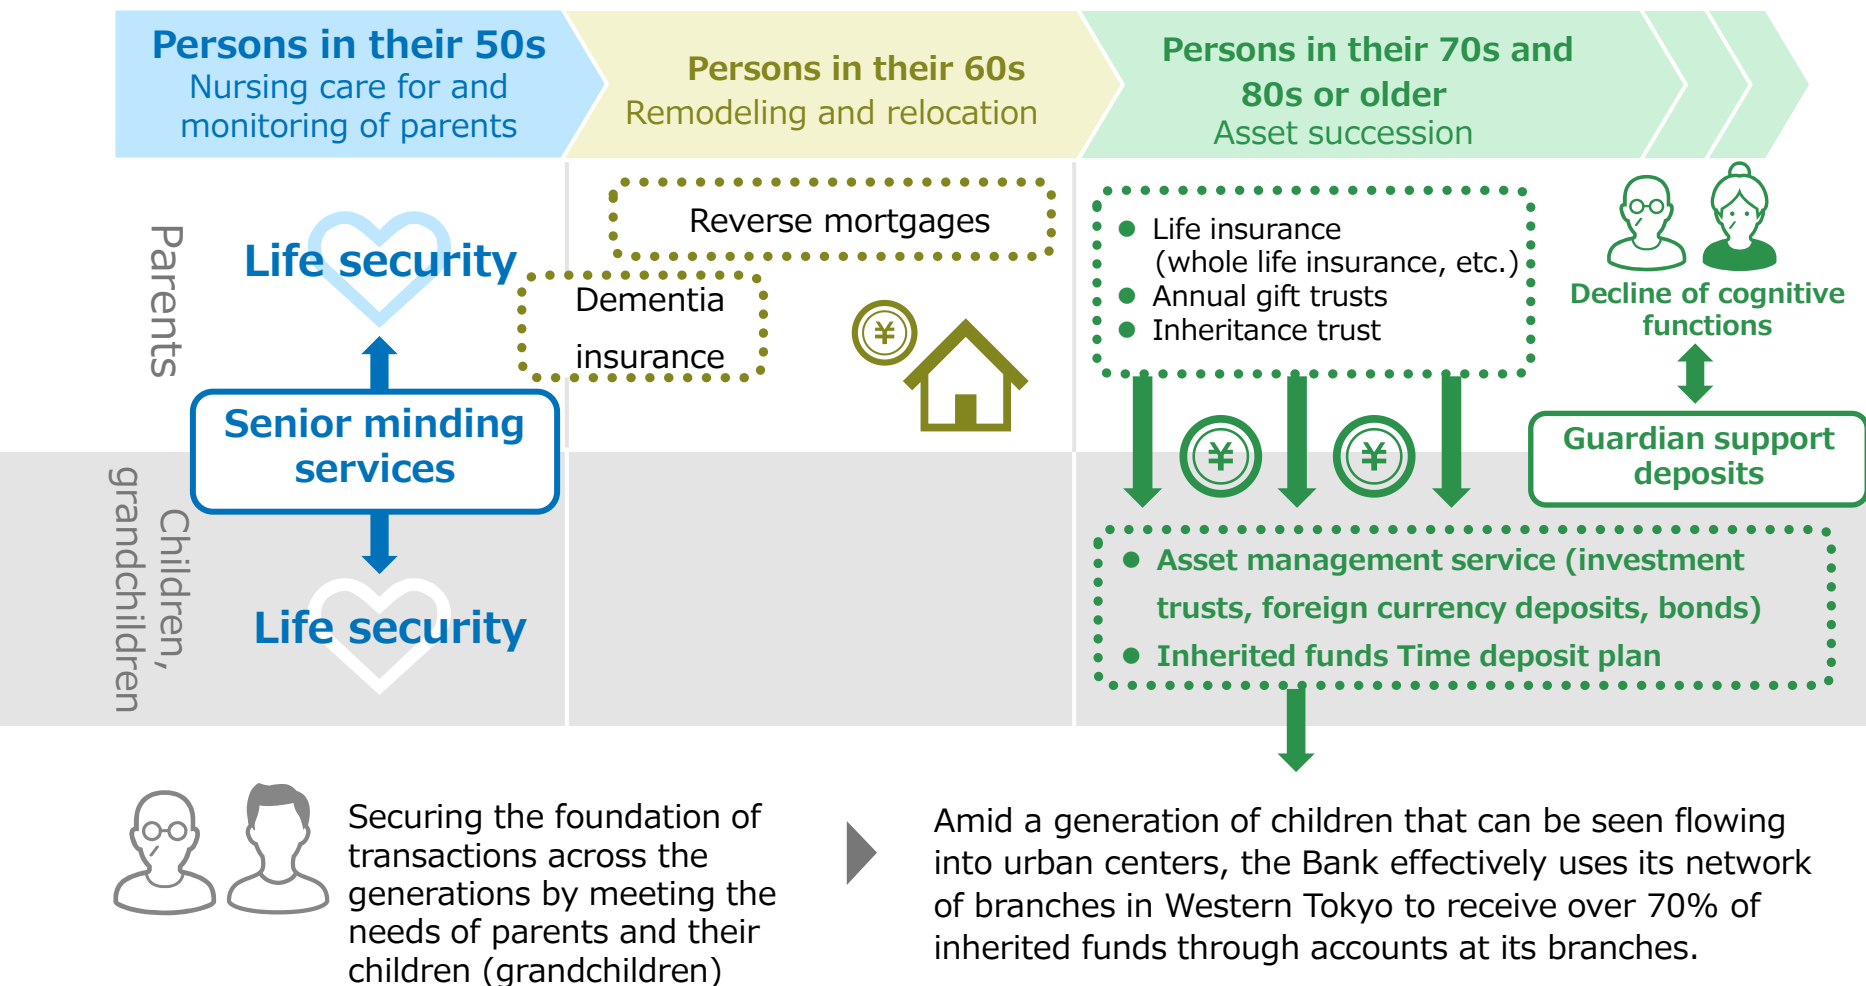 Persons in their 50s
Nursing care for and
monitoring of parents
Persons in their 60s
Remodeling and relocation
Persons in their 70s and
80s or older
Asset succession
Parents
Life security
Senior minding
services
Reverse mortgages
Dementia
insurance
¥
● Life insurance
(whole life insurance, etc.)
● Annual gift trusts
● Inheritance trust
Decline of cognitive
functions
¥
¥
Guardian support
deposits
Children,
grandchildren
Life security
● Asset management service (investment
trusts, foreign currency deposits, bonds)
● Inherited funds Time deposit plan
Securing the foundation of
transactions across the
generations by meeting the
needs of parents and their
children (grandchildren)
Amid a generation of children that can be seen flowing
into urban centers, the Bank effectively uses its network
of branches in Western Tokyo to receive over 70% of
inherited funds through accounts at its branches.